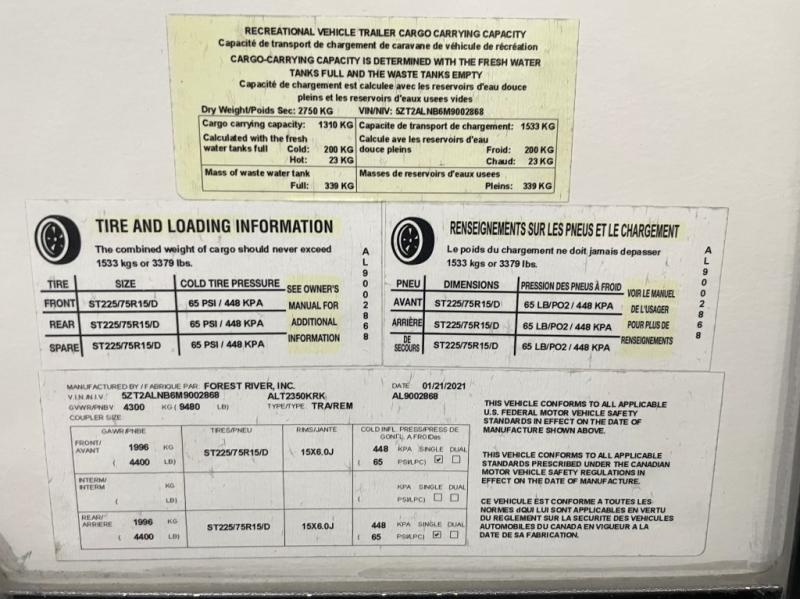 RECREATIONAL VEHICLE TRAILER CARGO CARRYING CAPACITY
Capacité de transport de chargement de caravane de véhicule de récréation
CARGO-CARRYING CAPACITY IS DETERMINED WITH THE FRESH WATER
TANKS FULL AND THE WASTE TANKS EMPTY
Capacité de chargement est calculee avec les reservoirs d'eau douce
pleins et les reservoirs d'eaux usees vides
Dry Weight/Poids Sec: 2750 KG VIN/NIV: 5ZT2ALNB6M9002868
Cargo carrying capacity: 1310 KG Capacite de transport de chargement: 1533 KG
Calculated with the fresh Calcule ave les reservoirs d'eau
water tanks full Cold: 200 KG douce pleins Froid: 200 KG
Hot: 23 KG Chaud: 23 KG
Mass of waste water tank Masses de reservoirs d'eaux usees
Full: 339 KG Pleins: 339 KG
TIRE AND LOADING INFORMATION
The combined weight of cargo should never exceed
1533 kgs or 3379 lbs.
TIRE SIZE COLD TIRE PRESSURE SEE OWNER'S
FRONT ST225/75R15/D 65 PSI / 448 KPA MANUAL FOR
REAR ST225/75R15/D 65 PSI / 448 KPA ADDITIONAL
SPARE ST225/75R15/D 65 PSI / 448 KPA INFORMATION
AL9002868
RENSEIGNEMENTS SUR LES PNEUS ET LE CHARGEMENT
Le poids du chargement ne doit jamais depasser
1533 kgs or 3379 lbs.
PNEU DIMENSIONS PRESSION DES PNEUS À FROID VOIR LE MANUEL
AVANT ST225/75R15/D 65 LB/PO2 / 448 KPA DE L'USAGER
ARRIÈRE ST225/75R15/D 65 LB/PO2 / 448 KPA POUR PLUS DE
DE SECOURS ST225/75R15/D 65 LB/PO2 / 448 KPA RENSEIGNEMENTS
AL9002868
MANUFACTURED BY / FABRIQUE PAR: FOREST RIVER, INC. DATE 01/21/2021
V.I.N./N.I.V. 5ZT2ALNB6M9002868 ALT2350KRK AL9002868
GVWR/PNBV 4300 KG ( 9480 LB) TYPE/TYPE TRA/REM
COUPLER SIZE
GAWR/PNBE TIRES/PNEU RIMS/JANTE COLD INFL PRESS/PRESS DE
GONFL. A FROIDes
FRONT/
AVANT 1996 KG ST225/75R15/D 15X6.0J 448 KPA SINGLE DUAL
( 4400 LB) ( 65 PSI/LPC)
INTERM/
INTERM KG KPA SINGLE DUAL
( LB) ( PSI/LPC)
REAR/
ARRIERE 1996 KG ST225/75R15/D 15X6.0J 448 KPA SINGLE DUAL
( 4400 LB) ( 65 PSI/LPC)
THIS VEHICLE CONFORMS TO ALL APPLICABLE
U.S. FEDERAL MOTOR VEHICLE SAFETY
STANDARDS IN EFFECT ON THE DATE OF
MANUFACTURE SHOWN ABOVE.
THIS VEHICLE CONFORMS TO ALL APPLICABLE
STANDARDS PRESCRIBED UNDER THE CANADIAN
MOTOR VEHICLE SAFETY REGULATIONS IN
EFFECT ON THE DATE OF MANUFACTURE.
CE VEHICULE EST CONFORME A TOUTES LES
NORMES dQUI LUI SONT APPLICABLES EN VERTU
DU REGLEMENT SUR LA SECURITE DES VEHICULES
AUTOMOBILES DU CANADA EN VIGUEUR A LA
DATE DE SA FABRICATION.